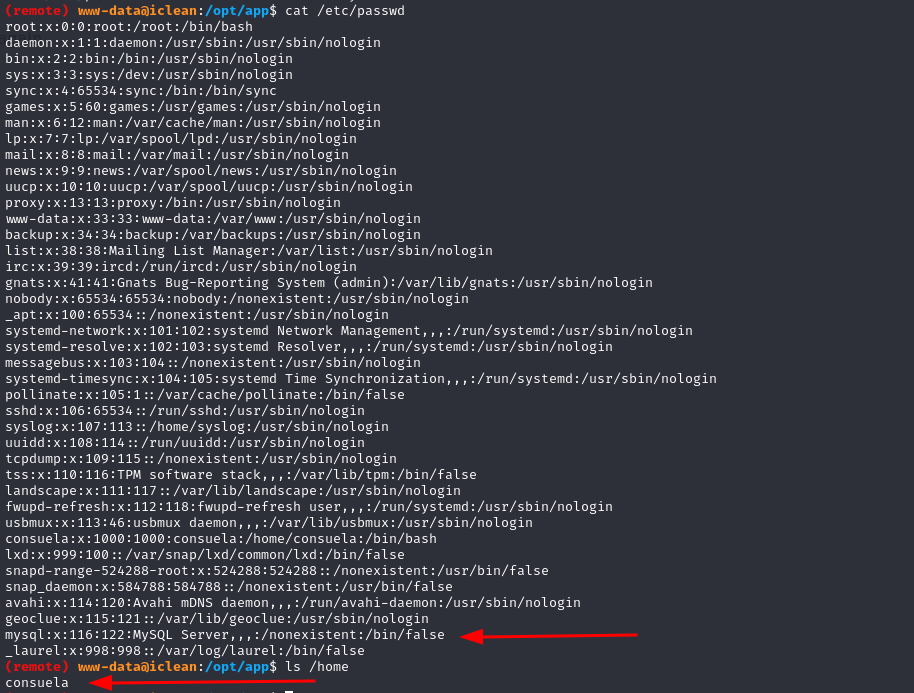 (remote) www-data@iclean:/opt/app$ cat /etc/passwd
root:x:0:0:root:/root:/bin/bash
daemon:x:1:1:daemon:/usr/sbin:/usr/sbin/nologin
bin:x:2:2:bin:/bin:/usr/sbin/nologin
sys:x:3:3:sys:/dev:/usr/sbin/nologin
sync:x:4:65534:sync:/bin:/bin/sync
games:x:5:60:games:/usr/games:/usr/sbin/nologin
man:x:6:12:man:/var/cache/man:/usr/sbin/nologin
lp:x:7:7:lp:/var/spool/lpd:/usr/sbin/nologin
mail:x:8:8:mail:/var/mail:/usr/sbin/nologin
news:x:9:9:news:/var/spool/news:/usr/sbin/nologin
uucp:x:10:10:uucp:/var/spool/uucp:/usr/sbin/nologin
proxy:x:13:13:proxy:/bin:/usr/sbin/nologin
www-data:x:33:33:www-data:/var/www:/usr/sbin/nologin
backup:x:34:34:backup:/var/backups:/usr/sbin/nologin
list:x:38:38:Mailing List Manager:/var/list:/usr/sbin/nologin
irc:x:39:39:ircd:/run/ircd:/usr/sbin/nologin
gnats:x:41:41:Gnats Bug-Reporting System (admin):/var/lib/gnats:/usr/sbin/nologin
nobody:x:65534:65534:nobody:/nonexistent:/usr/sbin/nologin
_apt:x:100:65534::/nonexistent:/usr/sbin/nologin
systemd-network:x:101:102:systemd Network Management,,,:/run/systemd:/usr/sbin/nologin
systemd-resolve:x:102:103:systemd Resolver,,,:/run/systemd:/usr/sbin/nologin
messagebus:x:103:104::/nonexistent:/usr/sbin/nologin
systemd-timesync:x:104:105:systemd Time Synchronization,,,:/run/systemd:/usr/sbin/nologin
pollinate:x:105:1::/var/cache/pollinate:/bin/false
sshd:x:106:65534::/run/sshd:/usr/sbin/nologin
syslog:x:107:113::/home/syslog:/usr/sbin/nologin
uuidd:x:108:114::/run/uuidd:/usr/sbin/nologin
tcpdump:x:109:115::/nonexistent:/usr/sbin/nologin
tss:x:110:116:TPM software stack,,,:/var/lib/tpm:/bin/false
landscape:x:111:117::/var/lib/landscape:/usr/sbin/nologin
fwupd-refresh:x:112:118:fwupd-refresh user,,,:/run/systemd:/usr/sbin/nologin
usbmux:x:113:46:usbmux daemon,,,:/var/lib/usbmux:/usr/sbin/nologin
consuela:x:1000:1000:consuela:/home/consuela:/bin/bash
lxd:x:999:100::/var/snap/lxd/common/lxd:/bin/false
snapd-range-524288-root:x:524288:524288::/nonexistent:/usr/bin/false
snap_daemon:x:584788:584788::/nonexistent:/usr/bin/false
avahi:x:114:120:Avahi mDNS daemon,,,:/run/avahi-daemon:/usr/sbin/nologin
geoclue:x:115:121::/var/lib/geoclue:/usr/sbin/nologin
mysql:x:116:122:MySQL Server,,,:/nonexistent:/bin/false
_laurel:x:998:998::/var/log/laurel:/bin/false
(remote) www-data@iclean:/opt/app$ ls /home
consuela